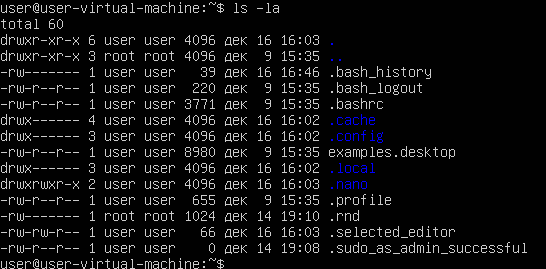 user@user-virtual-machine:~$ ls -la
total 60
drwxr-xr-x 6 user user 4096 дек 16 16:03 .
drwxr-xr-x 3 root root 4096 дек  9 15:35 ..
-rw------- 1 user user   39 дек 16 16:46 .bash_history
-rw-r--r-- 1 user user  220 дек  9 15:35 .bash_logout
-rw-r--r-- 1 user user 3771 дек  9 15:35 .bashrc
drwx------ 4 user user 4096 дек 16 16:02 .cache
drwx------ 3 user user 4096 дек 16 16:02 .config
-rw-r--r-- 1 user user 8980 дек  9 15:35 examples.desktop
drwx------ 3 user user 4096 дек 16 16:02 .local
drwxrwxr-x 2 user user 4096 дек 16 16:03 .nano
-rw-r--r-- 1 user user  655 дек  9 15:35 .profile
-rw------- 1 root root 1024 дек 14 19:10 .rnd
-rw-rw-r-- 1 user user   66 дек 16 16:03 .selected_editor
-rw-r--r-- 1 user user    0 дек 14 19:08 .sudo_as_admin_successful
user@user-virtual-machine:~$